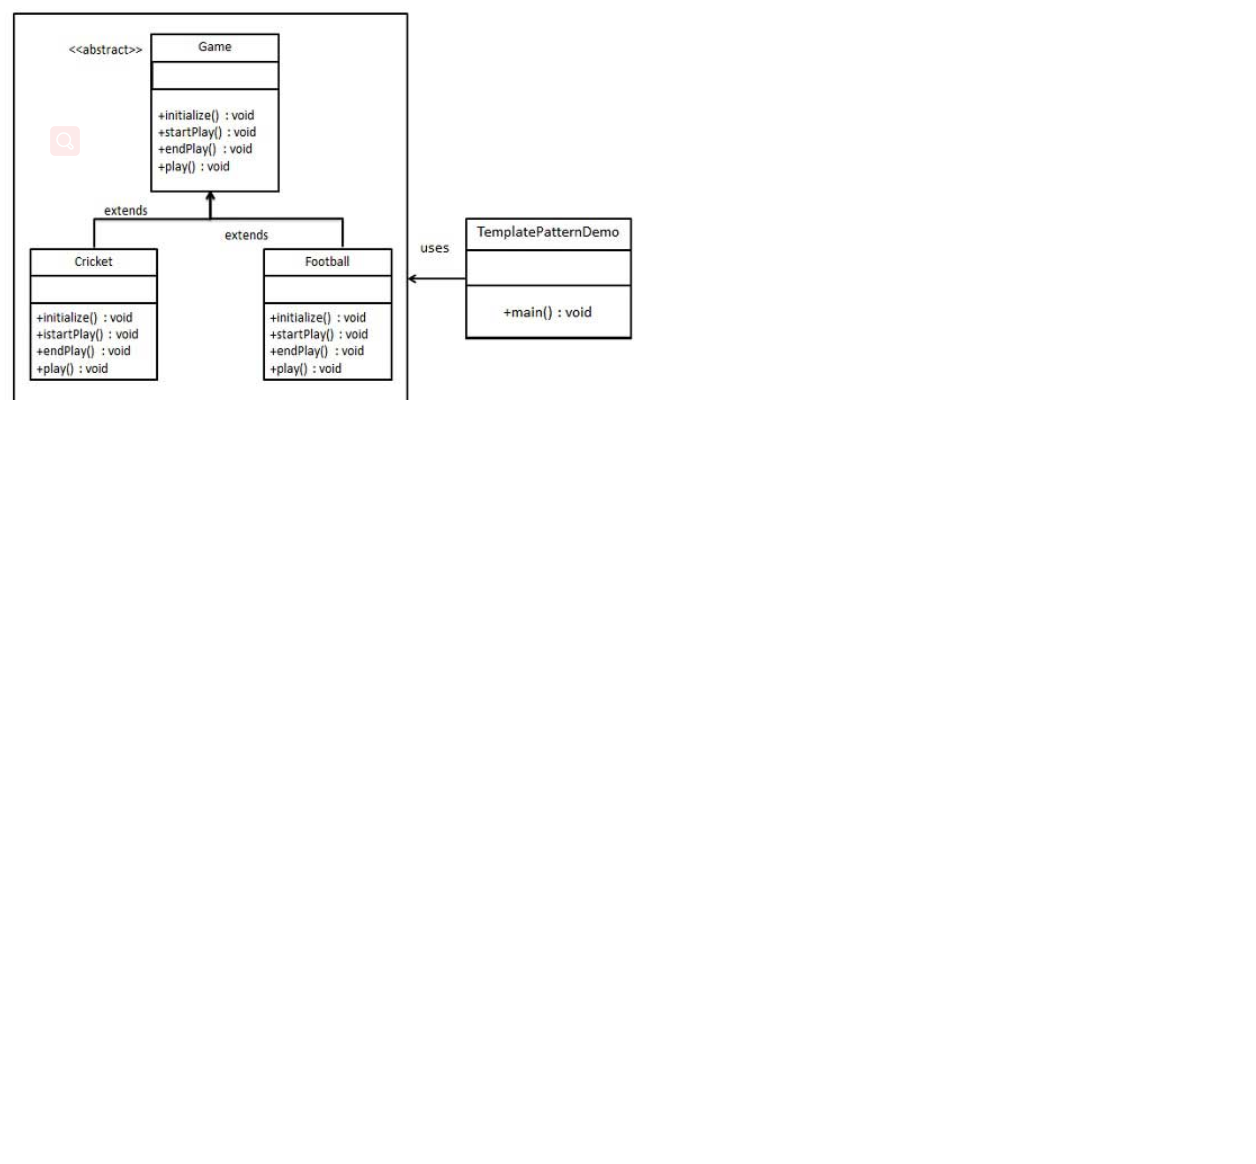 <<abstract>>
Game
+initialize() : void
+startPlay() : void
+endPlay() : void
+play() : void
extends
extends
uses
Cricket
+initialize() : void
+istartPlay() : void
+endPlay() : void
+play() : void
Football
+initialize() : void
+startPlay() : void
+endPlay() : void
+play() : void
TemplatePatternDemo
+main() : void